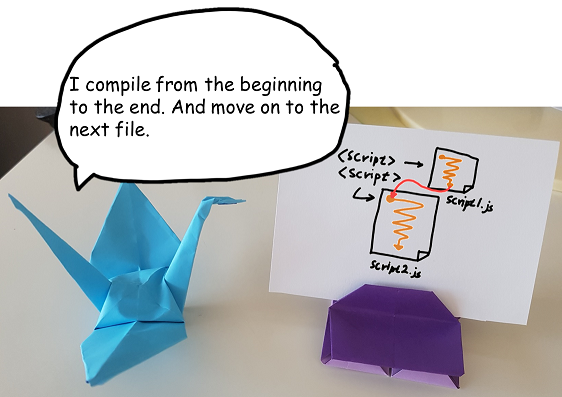 I compile from the beginning
to the end. And move on to the
next file.
<script>
<script>
script1.js
script2.js